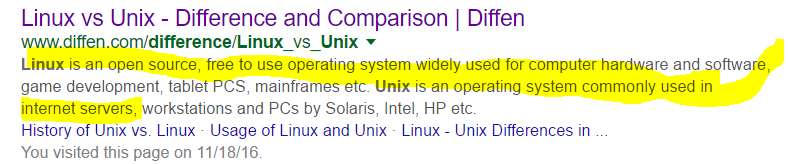 Linux vs Unix - Difference and Comparison | Diffen
www.diffen.com/difference/Linux_vs_Unix
Linux is an open source, free to use operating system widely used for computer hardware and software,
game development, tablet PCS, mainframes etc. Unix is an operating system commonly used in
internet servers, workstations and PCs by Solaris, Intel, HP etc.
History of Unix vs. Linux · Usage of Linux and Unix · Linux - Unix Differences in ...
You visited this page on 11/18/16.